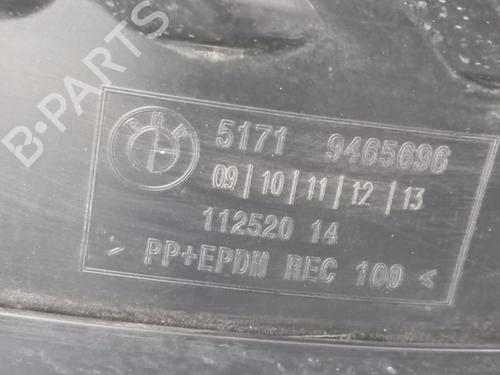 B-PARTS
BMW
5171 9465696
09|10|11|12|13
112520 14
> PP+EPDM REC 100 <